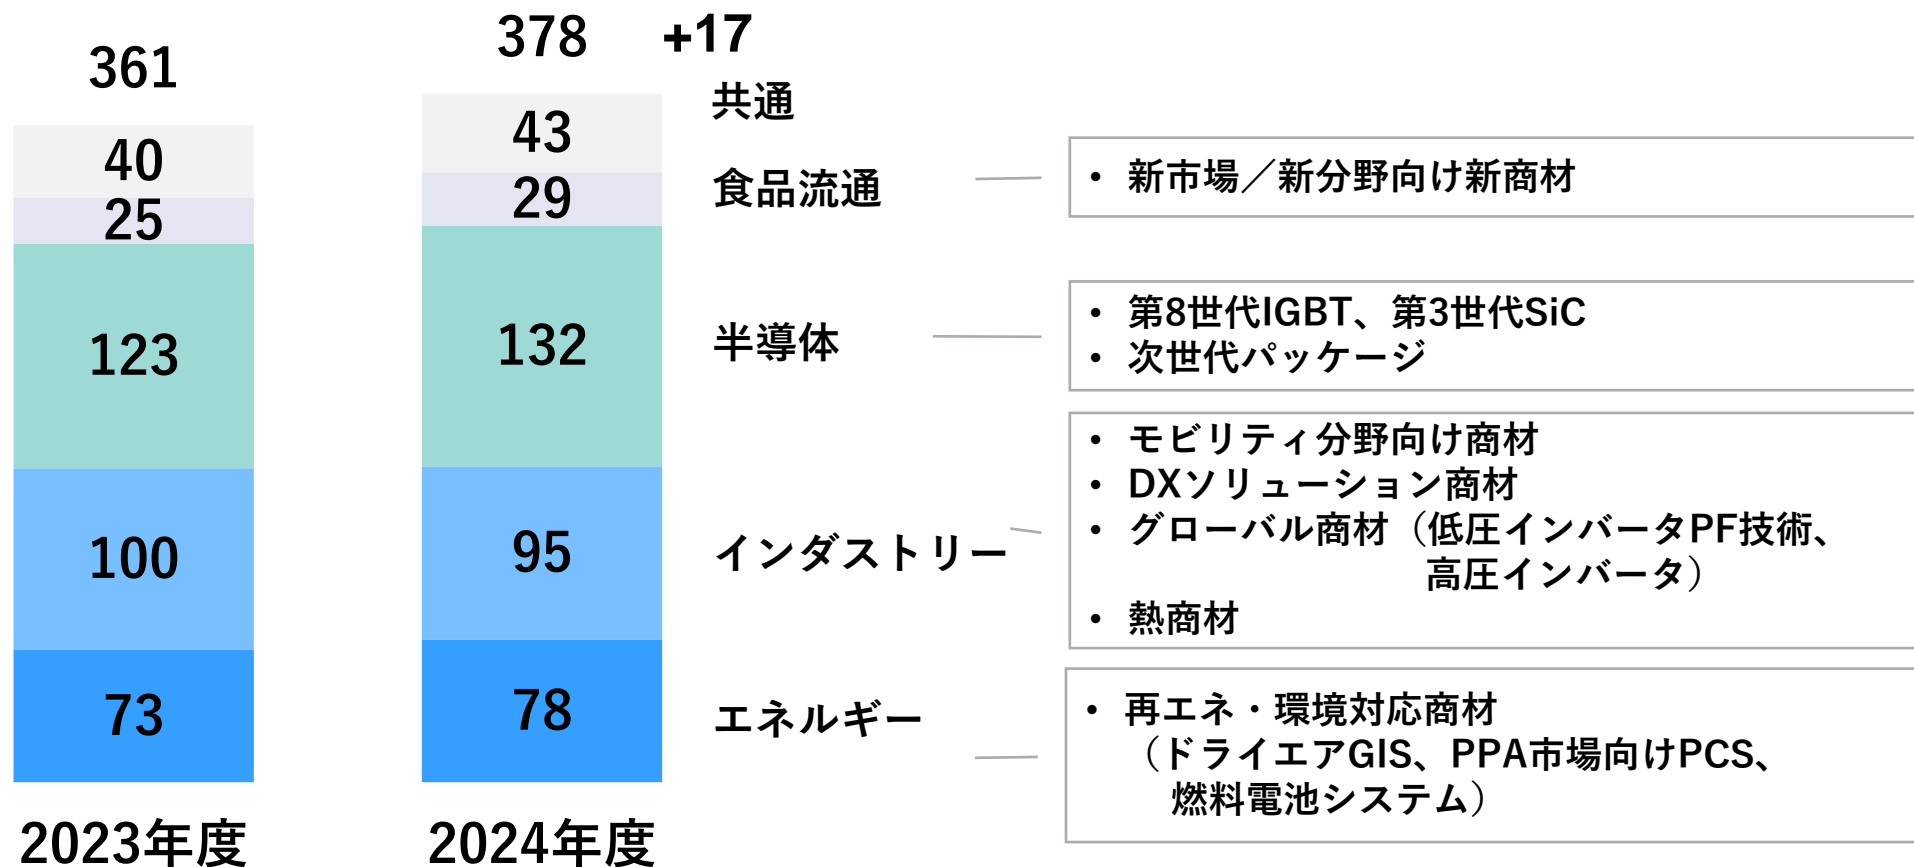 361
40
25
123
100
73
2023年度
378
+17
43
29
132
95
78
2024年度
共通
食品流通
半導体
インダストリー
エネルギー
• 新市場／新分野向け新商材
• 第8世代IGBT、第3世代SiC
• 次世代パッケージ
• モビリティ分野向け商材
• DXソリューション商材
• グローバル商材（低圧インバータPF技術、
高圧インバータ）
• 熱商材
• 再エネ・環境対応商材
（ドライエアGIS、PPA市場向けPCS、
燃料電池システム）